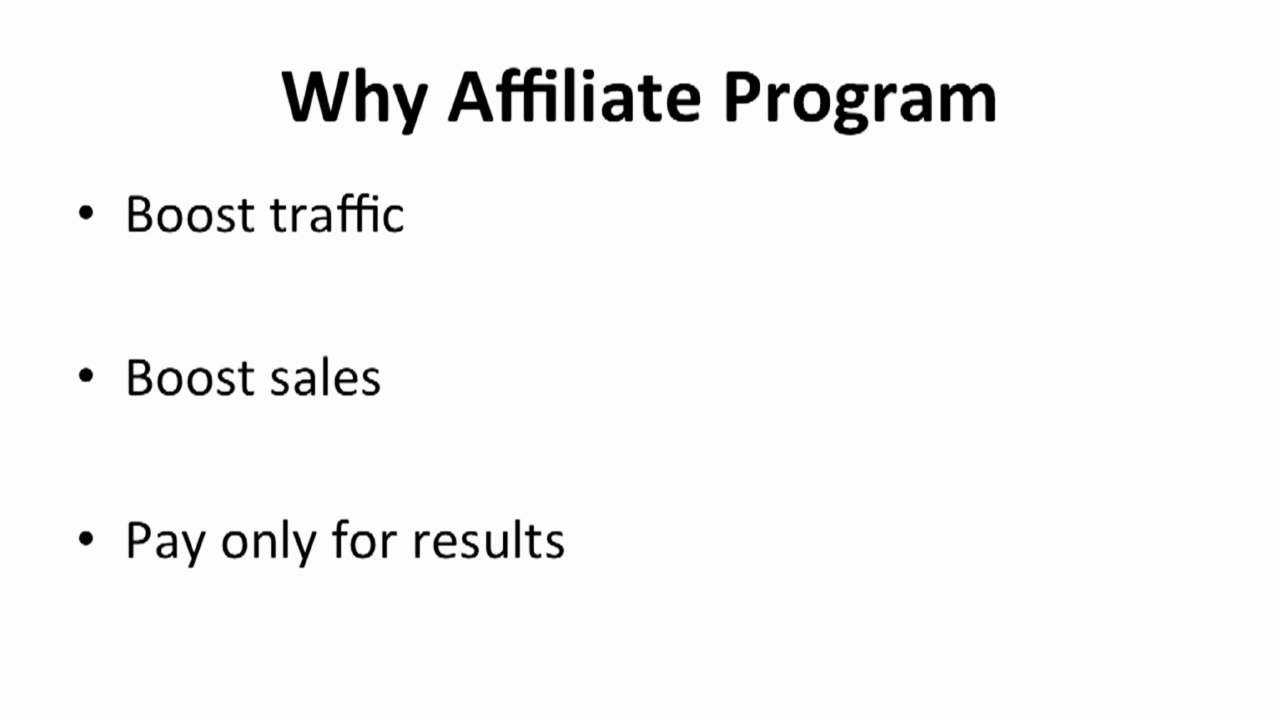 Why Affiliate Program
• Boost traffic
• Boost sales
• Pay only for results